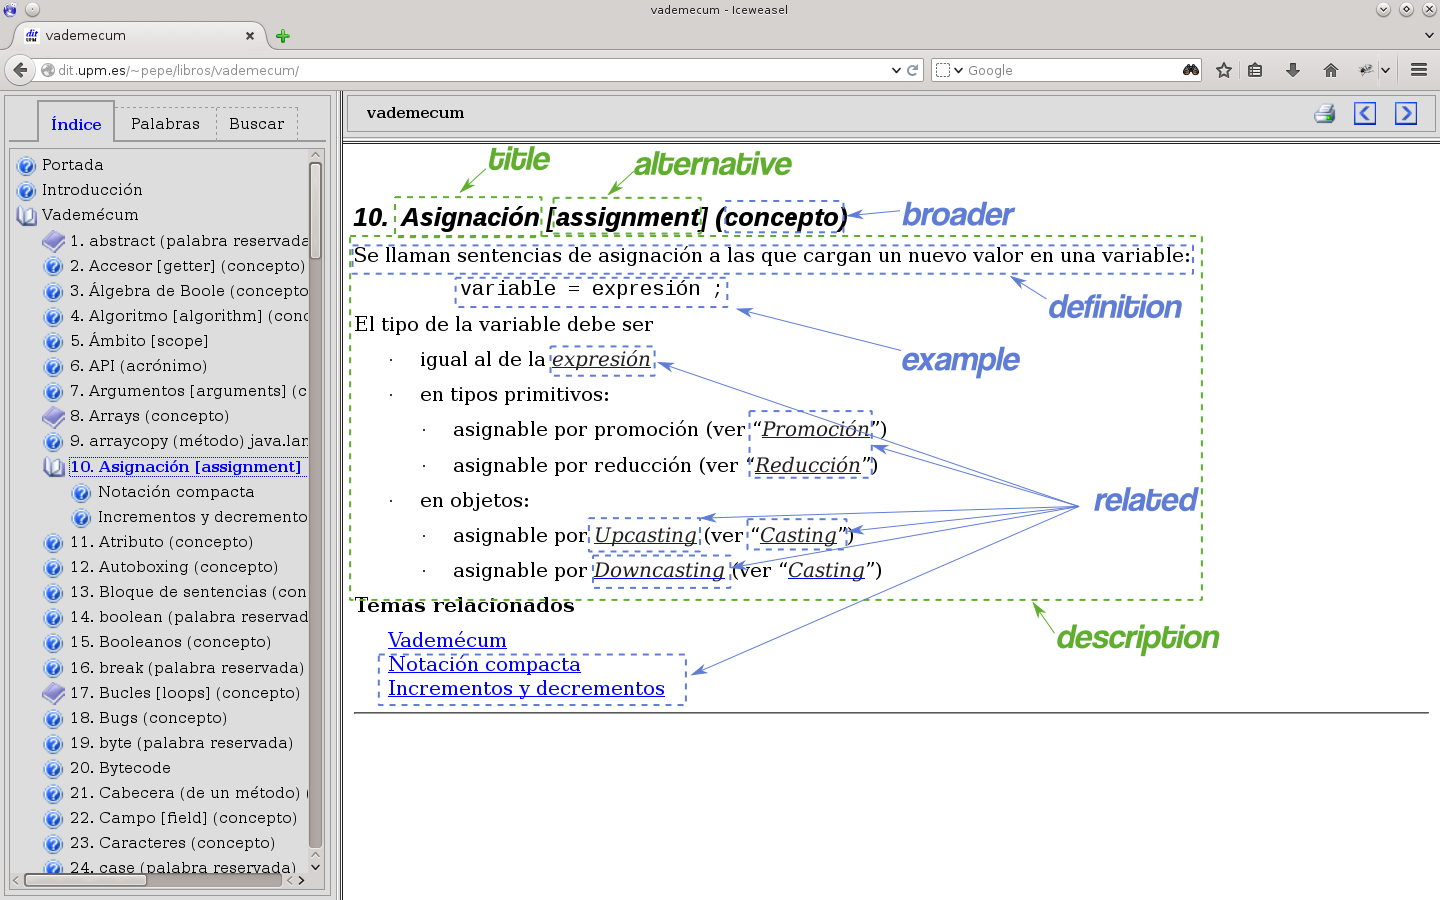 vademecum - Iceweasel
dit UPM vademecum
dit.upm.es/~pepe/libros/vademecum/
Google
Índice Palabras Buscar
Portada
Introducción
Vademécum
1. abstract (palabra reservada
2. Accesor [getter] (concepto)
3. Álgebra de Boole (concepto
4. Algoritmo [algorithm] (conc
5. Ámbito [scope]
6. API (acrónimo)
7. Argumentos [arguments] (c
8. Arrays (concepto)
9. arraycopy (método) java.lan
10. Asignación [assignment]
Notación compacta
Incrementos y decremento
11. Atributo (concepto)
12. Autoboxing (concepto)
13. Bloque de sentencias (con
14. boolean (palabra reservad
15. Booleanos (concepto)
16. break (palabra reservada)
17. Bucles [loops] (concepto)
18. Bugs (concepto)
19. byte (palabra reservada)
20. Bytecode
21. Cabecera (de un método) (
22. Campo [field] (concepto)
23. Caracteres (concepto)
24. case (palabra reservada)
vademecum
title
alternative
10. Asignación [assignment] (concepto)
broader
Se llaman sentencias de asignación a las que cargan un nuevo valor en una variable:
definition
variable = expresión ;
El tipo de la variable debe ser
example
· igual al de la expresión
· en tipos primitivos:
· asignable por promoción (ver “Promoción”)
· asignable por reducción (ver “Reducción”)
related
· en objetos:
· asignable por Upcasting (ver “Casting”)
· asignable por Downcasting (ver “Casting”)
Temas relacionados
description
Vademécum
Notación compacta
Incrementos y decrementos